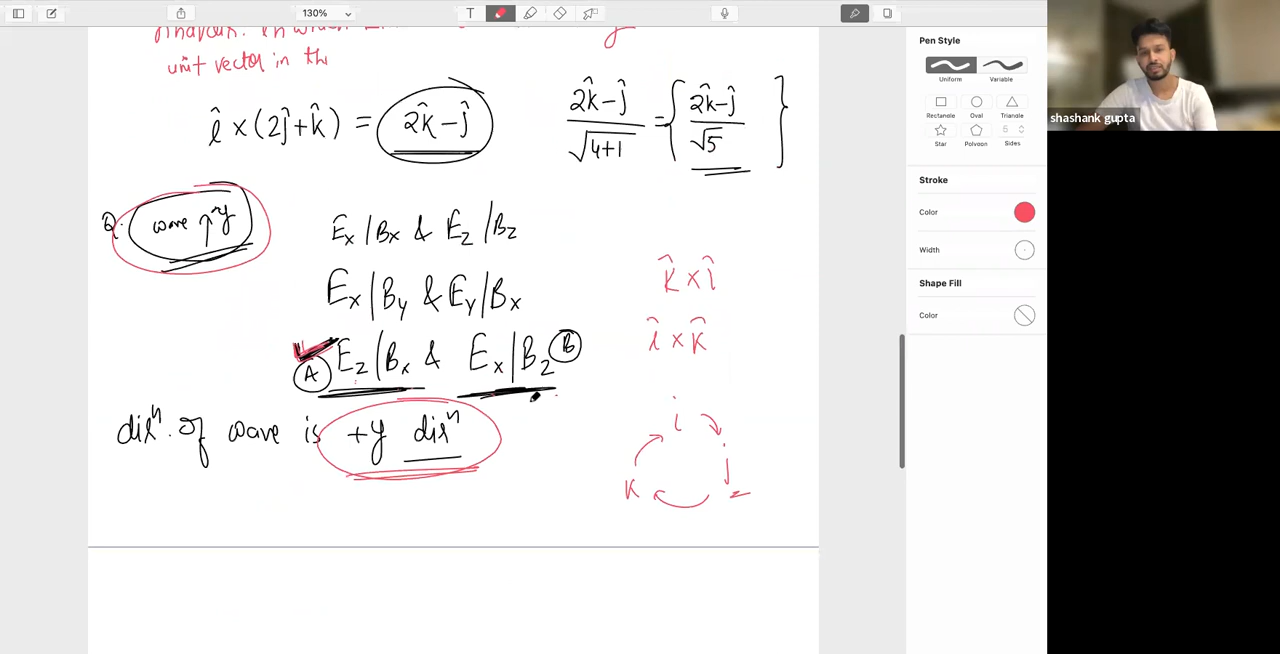 130%
T
unit vector in the
î × (2ĵ + k̂) = 2k̂ - ĵ
2k̂ - ĵ / √4+1 = { 2k̂ - ĵ / √5 }
Q. wave ↑Y
Ex | Bx & Ez | Bz
Ex | By & Ey | Bx
A Ez | Bx & Ex | Bz B
k̂ × î
î × k̂
dirⁿ. of wave is +y dirⁿ
i
j
k
Pen Style
Uniform
Variable
Rectangle
Oval
Triangle
Star
Polygon
5
Sides
Stroke
Color
Width
Shape Fill
Color
shashank gupta